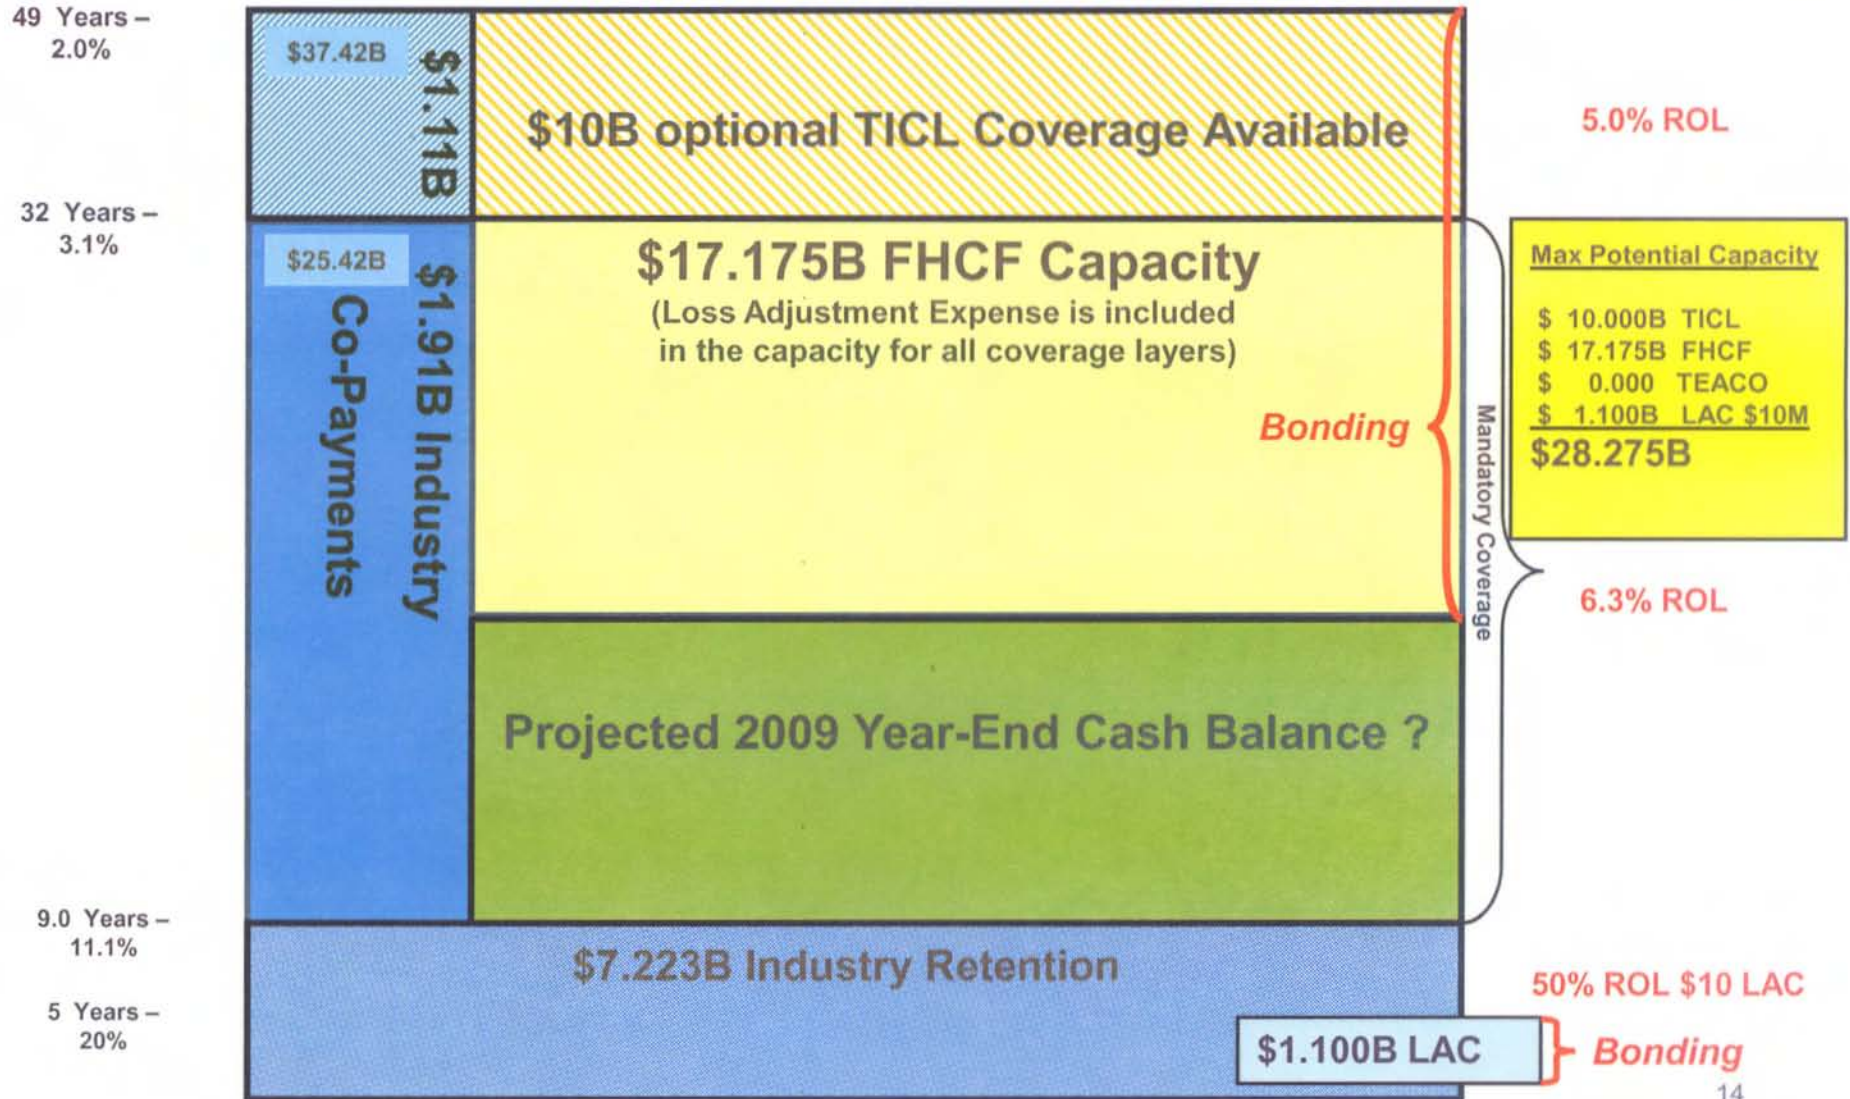 49 Years –
2.0%
$37.42B
$1.11B
$10B optional TICL Coverage Available
5.0% ROL
32 Years –
3.1%
$25.42B
$1.91B Industry
Co-Payments
$17.175B FHCF Capacity
(Loss Adjustment Expense is included
in the capacity for all coverage layers)
Bonding
Mandatory Coverage
Max Potential Capacity
$ 10.000B TICL
$ 17.175B FHCF
$ 0.000 TEACO
$ 1.100B LAC $10M
$28.275B
6.3% ROL
Projected 2009 Year-End Cash Balance ?
9.0 Years –
11.1%
$7.223B Industry Retention
50% ROL $10 LAC
5 Years –
20%
$1.100B LAC
Bonding
14